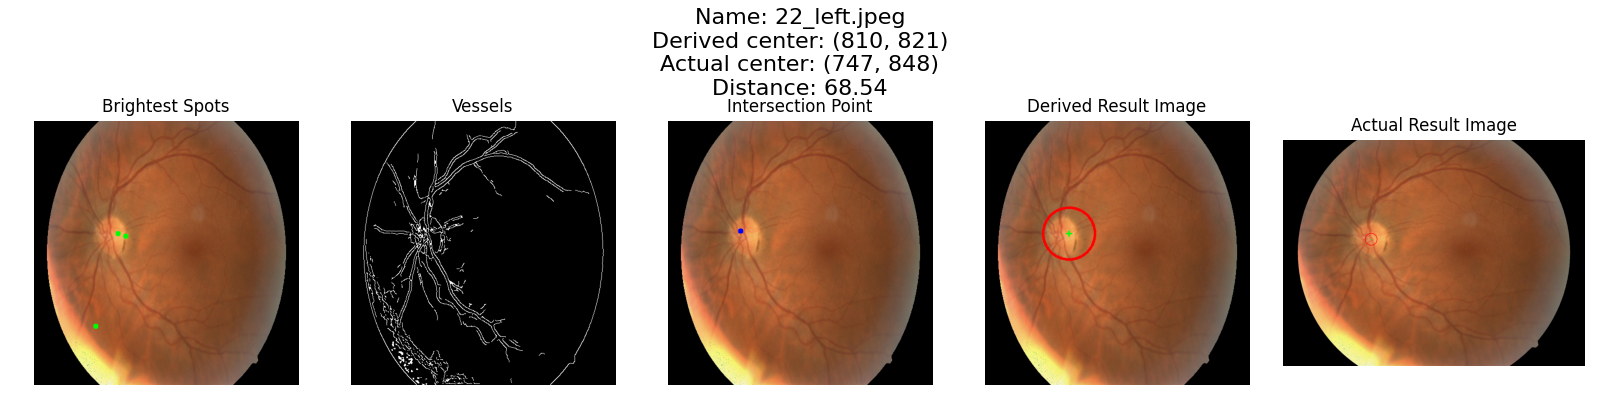 Name: 22_left.jpeg
Derived center: (810, 821)
Actual center: (747, 848)
Distance: 68.54
Brightest Spots
Vessels
Intersection Point
Derived Result Image
Actual Result Image